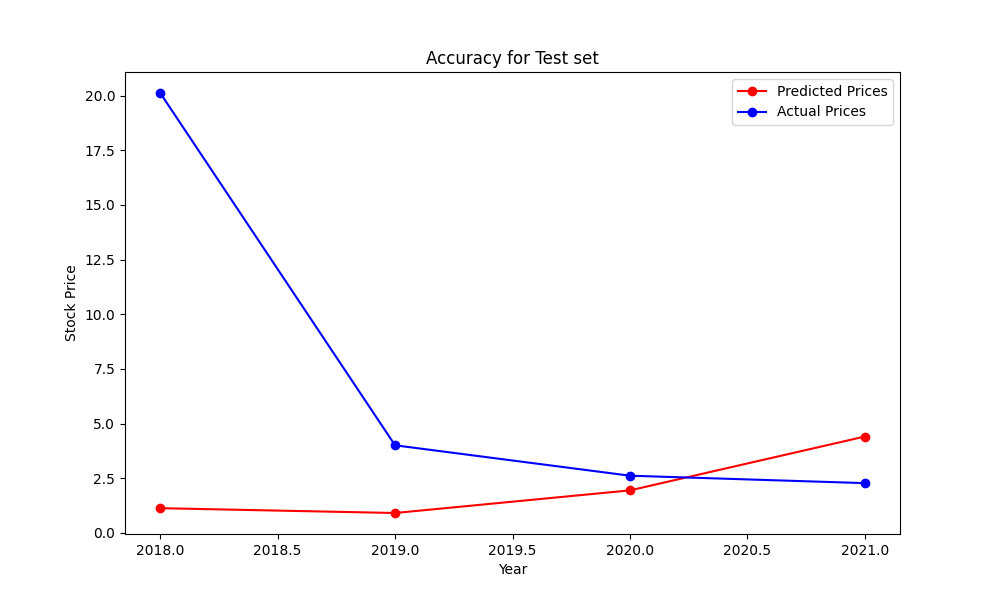 Accuracy for Test set
Predicted Prices
Actual Prices
20.0
17.5
15.0
12.5
10.0
7.5
5.0
2.5
0.0
Stock Price
2018.0 2018.5 2019.0 2019.5 2020.0 2020.5 2021.0
Year